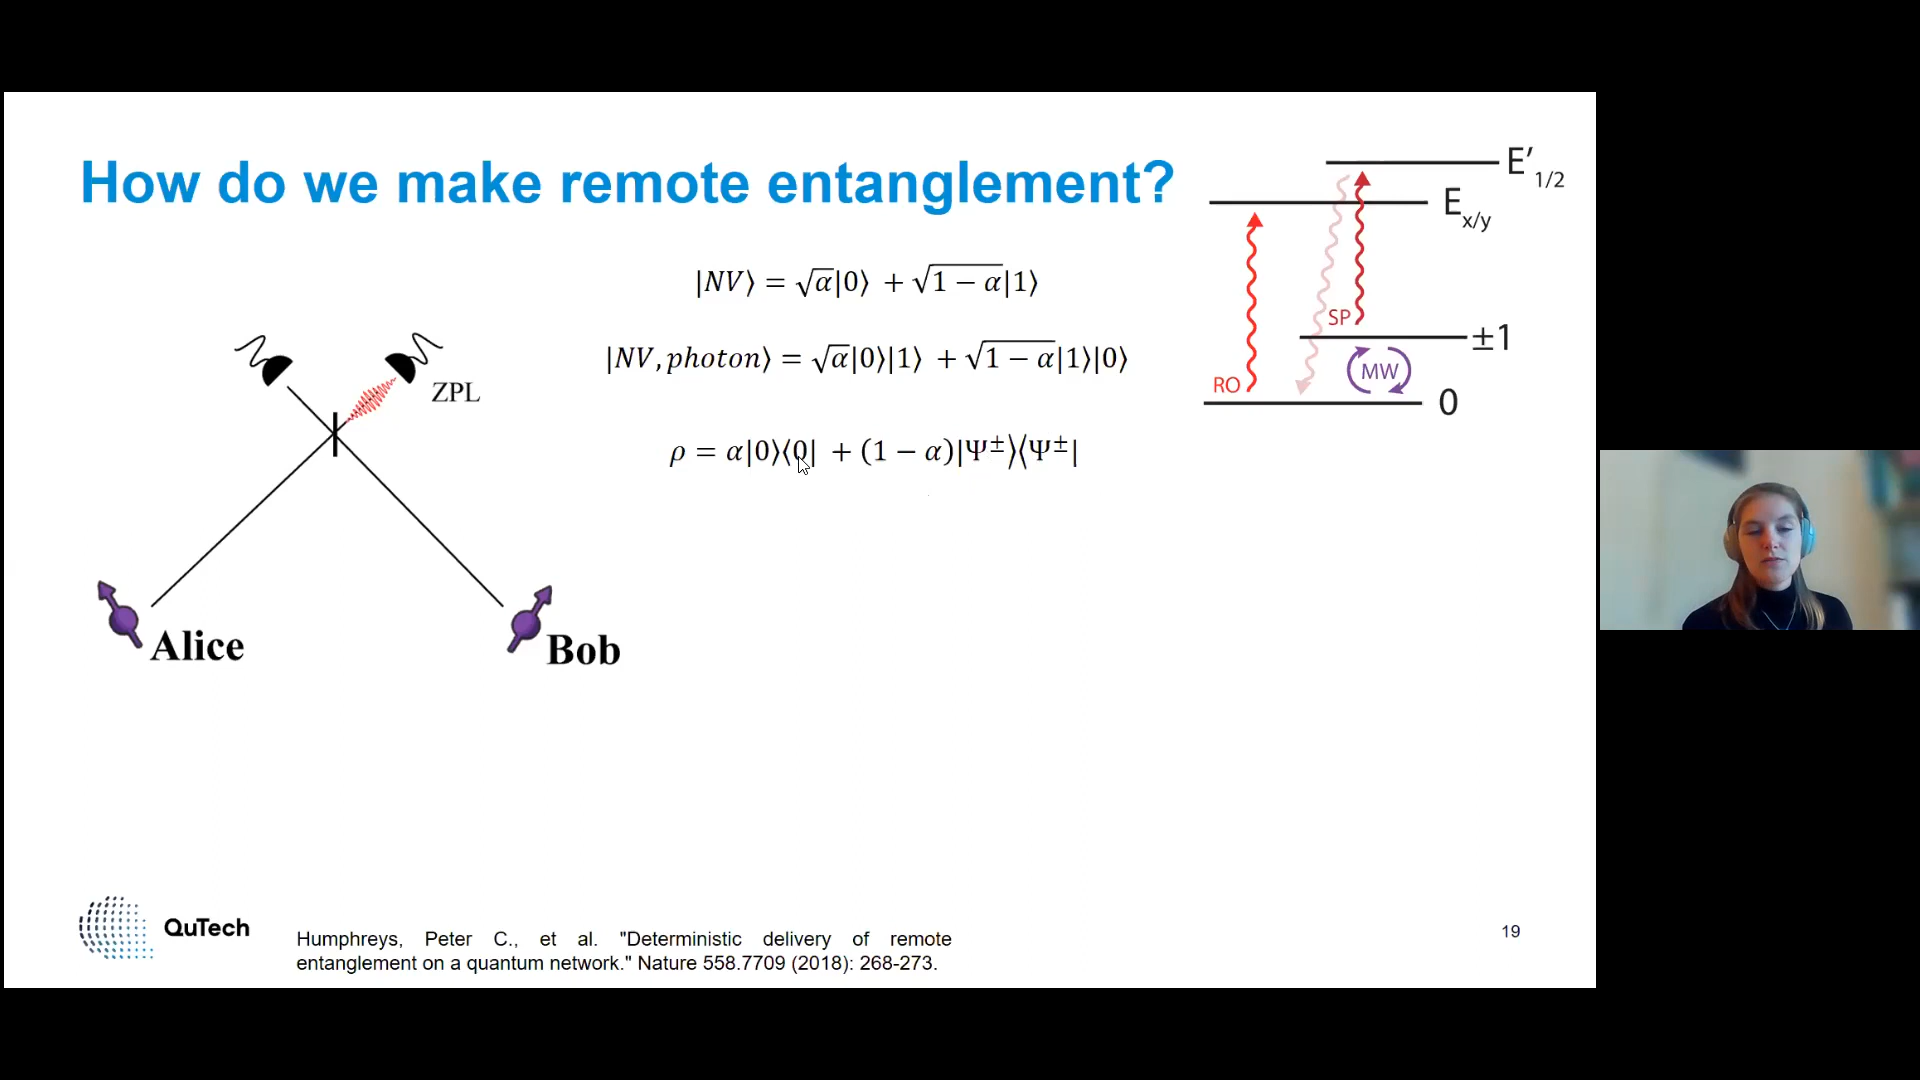 How do we make remote entanglement?
|NV⟩ = √α|0⟩ + √1 − α|1⟩
|NV, photon⟩ = √α|0⟩|1⟩ + √1 − α|1⟩|0⟩
ρ = α|0⟩⟨0| + (1 − α)|Ψ±⟩⟨Ψ±|
E′1/2
Ex/y
SP
±1
MW
RO
0
ZPL
Alice
Bob
QuTech
Humphreys, Peter C., et al. "Deterministic delivery of remote
entanglement on a quantum network." Nature 558.7709 (2018): 268-273.
19